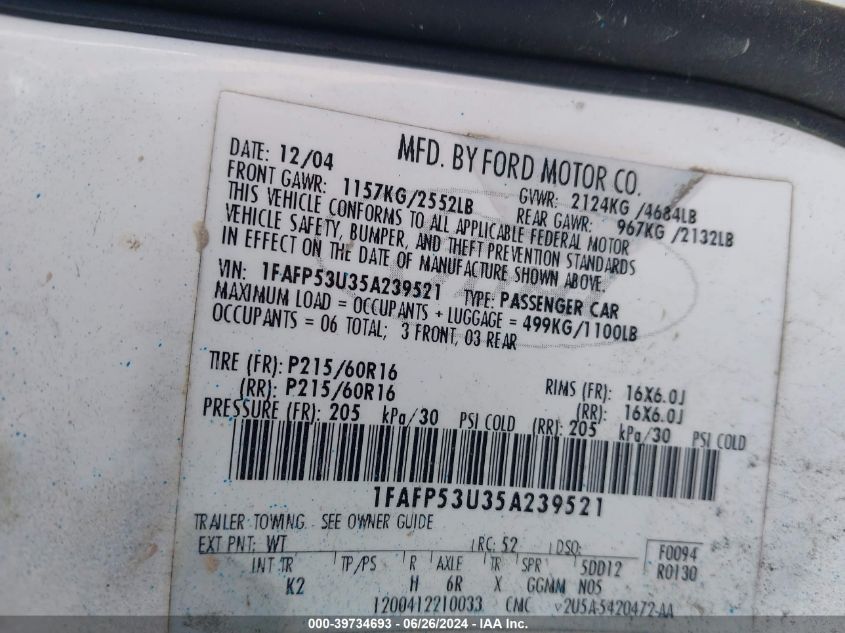 MFD. BY FORD MOTOR CO.
DATE: 12/04 GVWR: 2124KG /4684LB
FRONT GAWR: 1157KG/2552LB REAR GAWR: 967KG /2132LB
THIS VEHICLE CONFORMS TO ALL APPLICABLE FEDERAL MOTOR
VEHICLE SAFETY, BUMPER, AND THEFT PREVENTION STANDARDS
IN EFFECT ON THE DATE OF MANUFACTURE SHOWN ABOVE.
VIN: 1FAFP53U35A239521 TYPE: PASSENGER CAR
MAXIMUM LOAD = OCCUPANTS + LUGGAGE = 499KG/1100LB
OCCUPANTS = 06 TOTAL; 3 FRONT, 03 REAR
TIRE (FR): P215/60R16 RIMS (FR): 16X6.0J
(RR): P215/60R16 (RR): 16X6.0J
PRESSURE (FR): 205 kPa/30 PSI COLD (RR): 205 kPa/30 PSI COLD
1FAFP53U35A239521
TRAILER TOWING. SEE OWNER GUIDE
EXT PNT: WT RC: 52 DSO: F0094
INT TR TP/PS R AXLE TR SPR 5DD12 R0130
K2 H 6R X GGMM N05
1200412210033 CMC V2U5A-5420472-AA
000-39734693 - 06/26/2024 - IAA Inc.